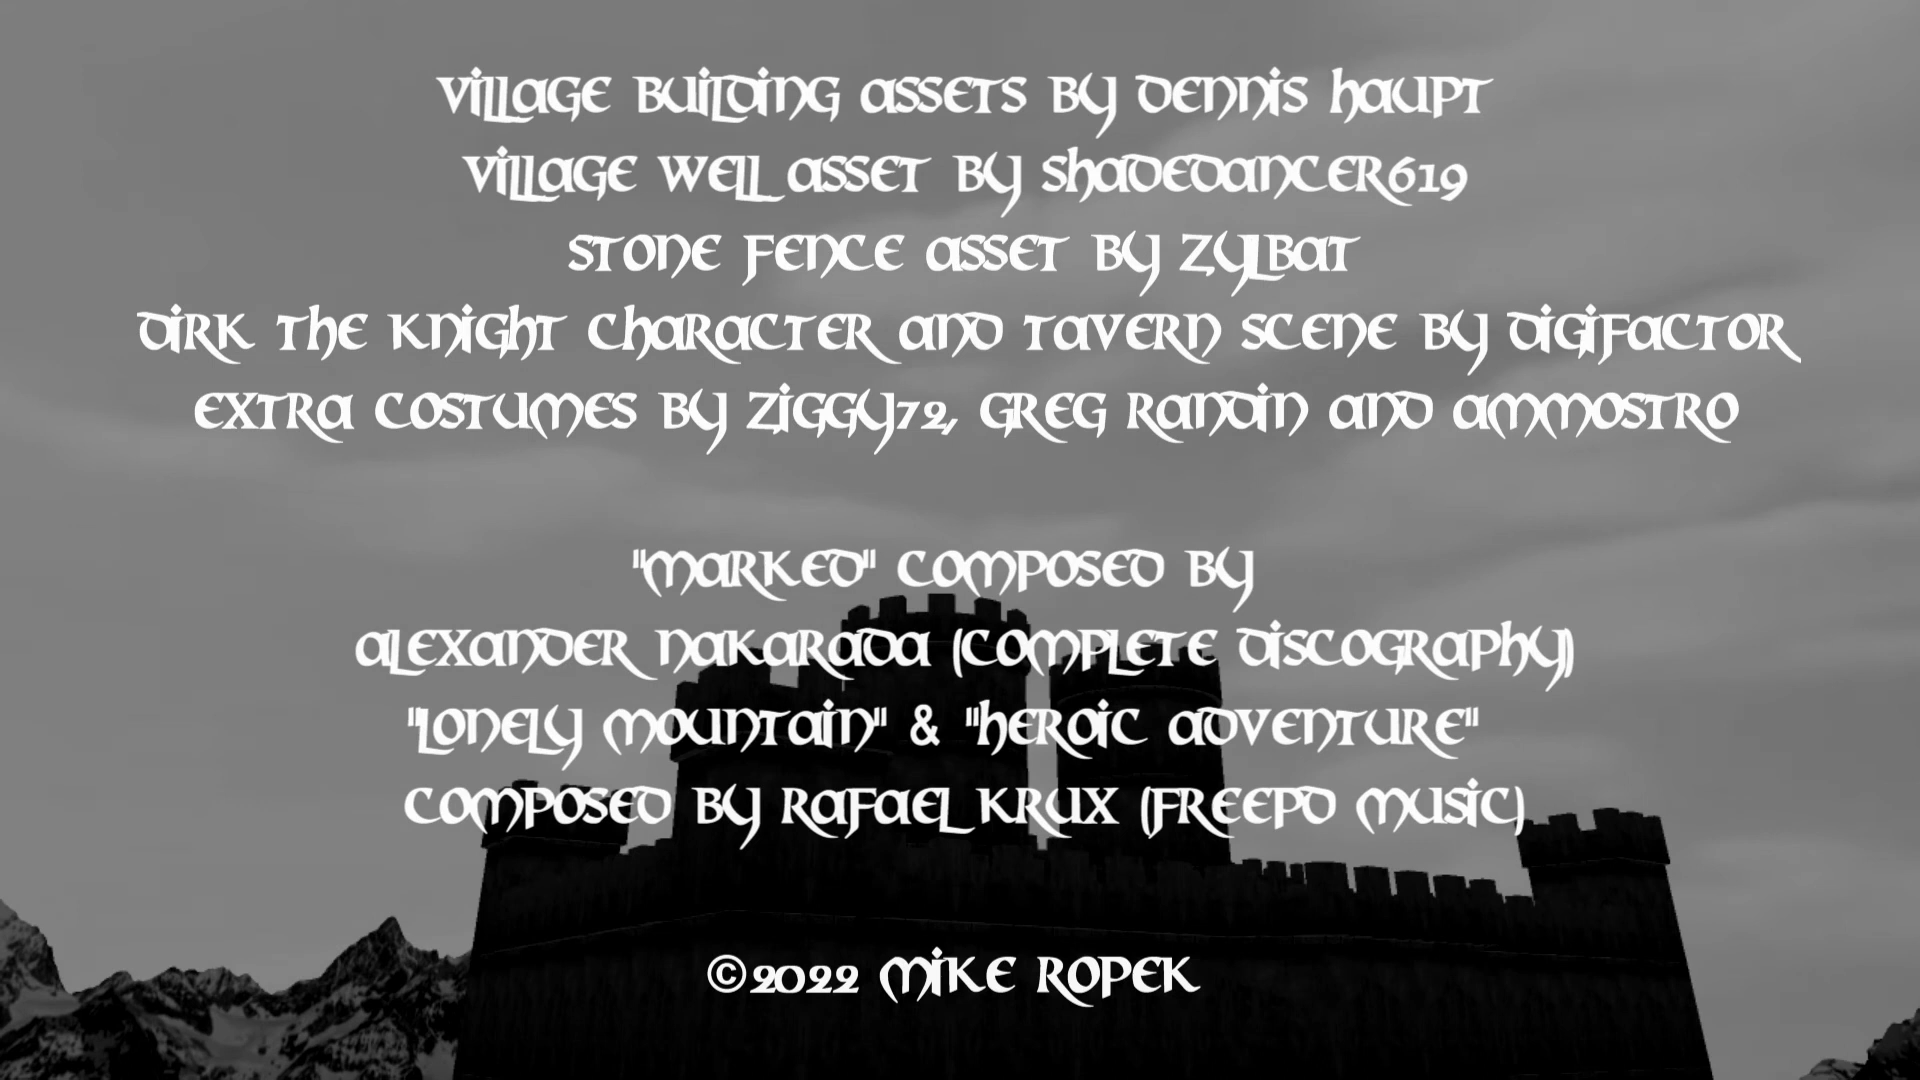 Village building assets by Dennis Haupt
Village well asset by Shadedancer619
Stone fence asset by Zylbat
Dirk the Knight character and tavern scene by Digifactor
Extra costumes by Ziggy72, Greg Randin and Ammostro
"Marked" composed by
Alexander Nakarada (Complete Discography)
"Lonely Mountain" & "Heroic Adventure"
composed by Rafael Krux (FreePD Music)
©2022 Mike Ropek